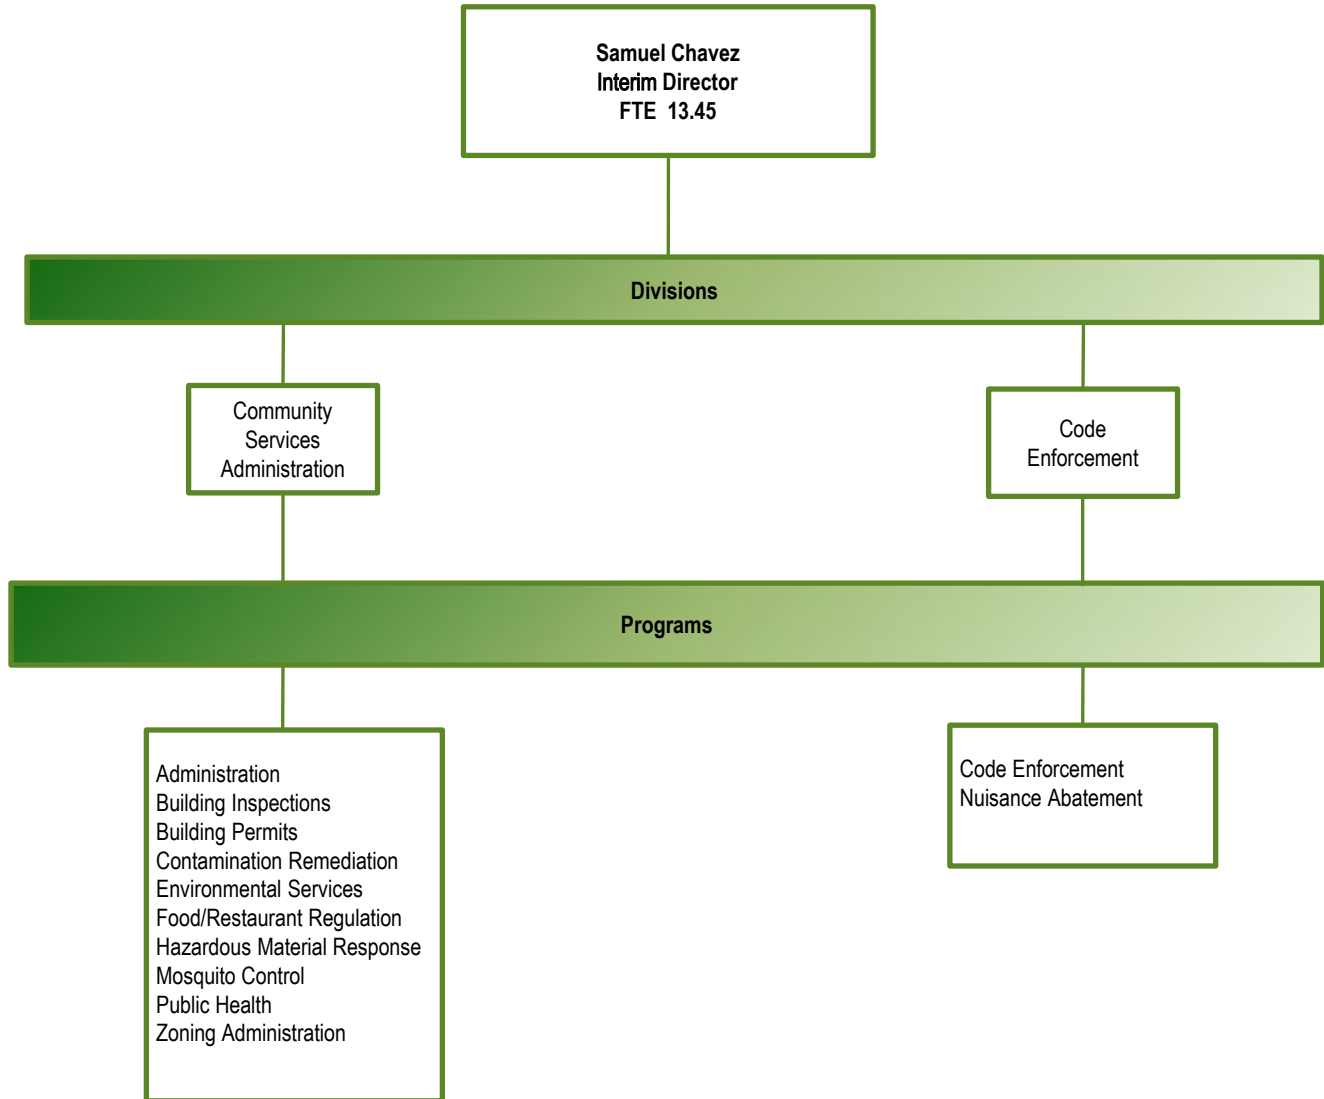 Samuel Chavez
Interim Director
FTE 13.45
Divisions
Community
Services
Administration
Code
Enforcement
Programs
Administration
Building Inspections
Building Permits
Contamination Remediation
Environmental Services
Food/Restaurant Regulation
Hazardous Material Response
Mosquito Control
Public Health
Zoning Administration
Code Enforcement
Nuisance Abatement